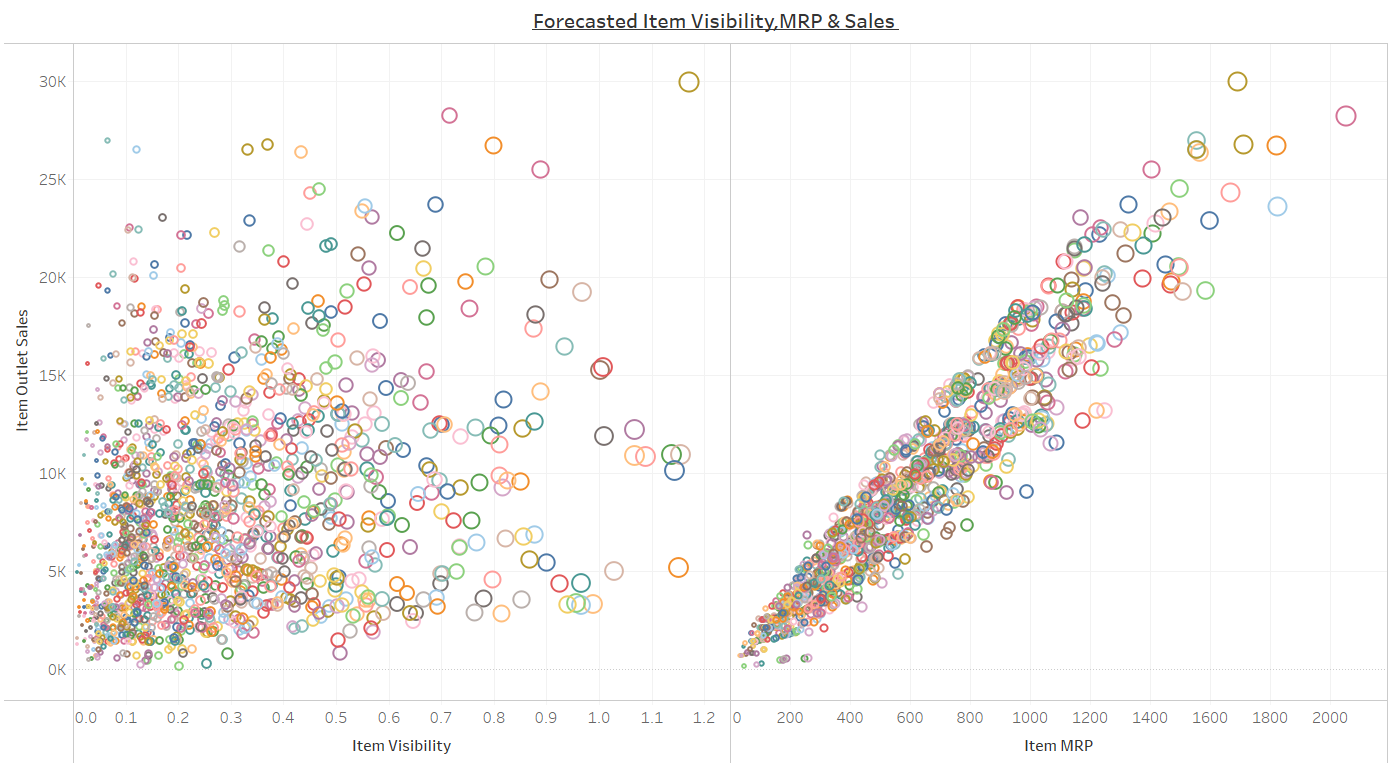 Forecasted Item Visibility,MRP & Sales
Item Outlet Sales
30K
25K
20K
15K
10K
5K
0K
0.0 0.1 0.2 0.3 0.4 0.5 0.6 0.7 0.8 0.9 1.0 1.1 1.2
Item Visibility
0 200 400 600 800 1000 1200 1400 1600 1800 2000
Item MRP